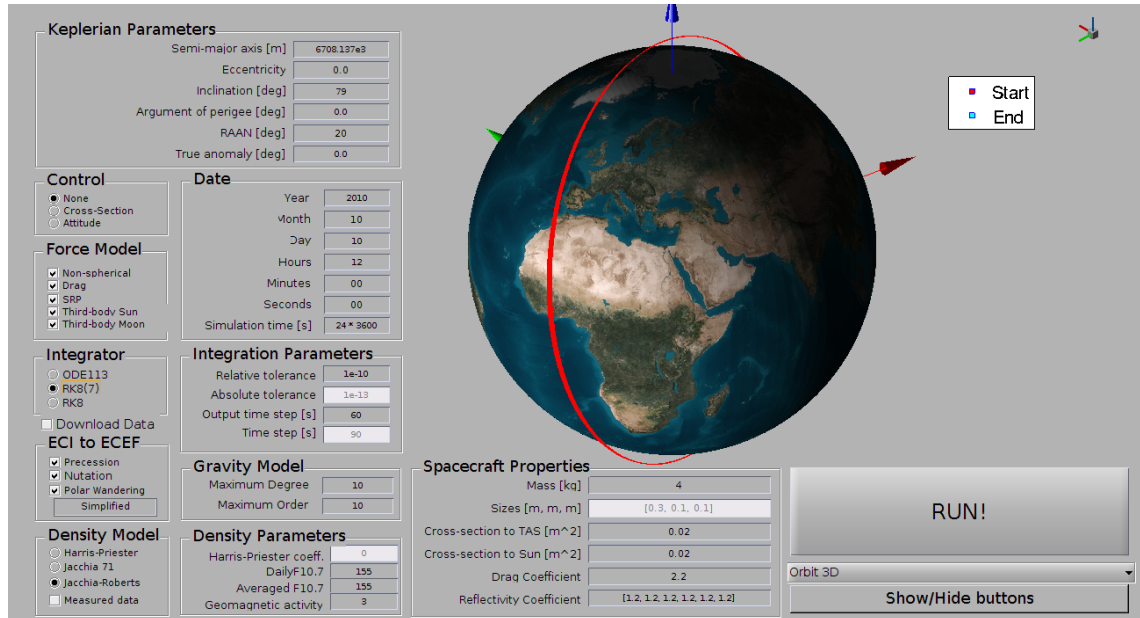 Keplerian Parameters
Semi-major axis [m] 6708.137e3
Eccentricity 0.0
Inclination [deg] 79
Argument of perigee [deg] 0.0
RAAN [deg] 20
True anomaly [deg] 0.0
Start
End
Control
None
Cross-Section
Attitude
Date
Year 2010
Month 10
Day 10
Hours 12
Minutes 00
Seconds 00
Simulation time [s] 24*3600
Force Model
Non-spherical
Drag
SRP
Third-body Sun
Third-body Moon
Integrator
ODE113
RK8(7)
RK8
Download Data
Integration Parameters
Relative tolerance 1e-10
Absolute tolerance 1e-13
Output time step [s] 60
Time step [s] 90
ECI to ECEF
Precession
Nutation
Polar Wandering
Simplified
Gravity Model
Maximum Degree 10
Maximum Order 10
Density Model
Harris-Priester
Jacchia 71
Jacchia-Roberts
Measured data
Density Parameters
Harris-Priester coeff. 0
DailyF10.7 155
Averaged F10.7 155
Geomagnetic activity 3
Spacecraft Properties
Mass [kg] 4
Sizes [m, m, m] [0.3, 0.1, 0.1]
Cross-section to TAS [m^2] 0.02
Cross-section to Sun [m^2] 0.02
Drag Coefficient 2.2
Reflectivity Coefficient [1.2, 1.2, 1.2, 1.2, 1.2, 1.2]
RUN!
Orbit 3D
Show/Hide buttons